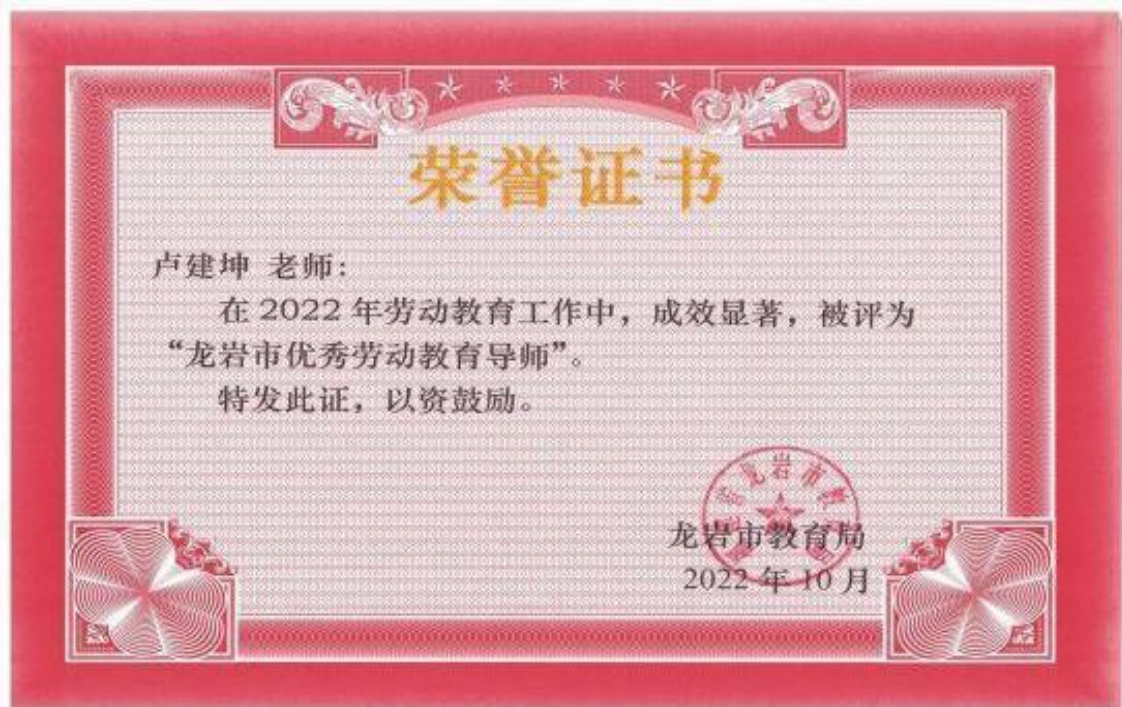 荣誉证书
卢建坤 老师：
在 2022 年劳动教育工作中，成效显著，被评为
“龙岩市优秀劳动教育导师”。
特发此证，以资鼓励。
龙岩市教育局
2022 年 10 月